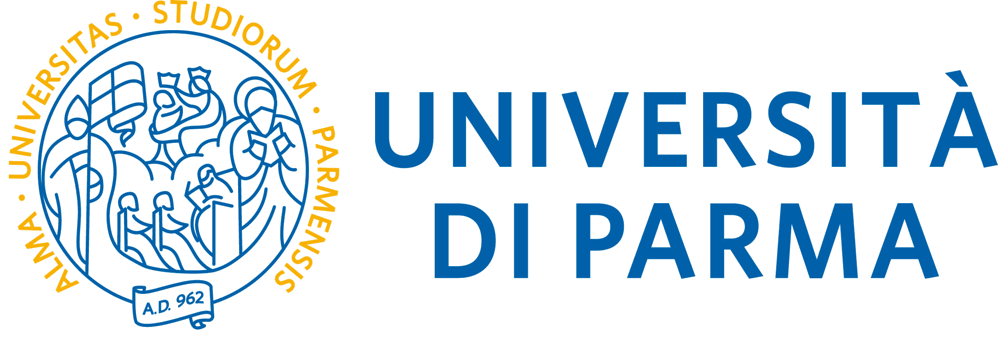 ALMA · UNIVERSITAS · STUDIORUM · PARMENSIS
A.D. 962
UNIVERSITÀ
DI PARMA